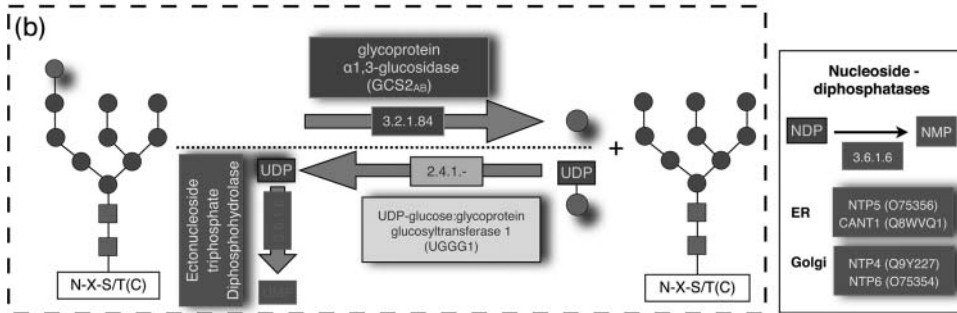 (b)
glycoprotein
α1,3-glucosidase
(GCS2AB)
3.2.1.84
+
UDP
2.4.1.-
UDP
Ectonucleoside
triphosphate
Diphosphohydrolase
UDP-glucose:glycoprotein
glucosyltransferase 1
(UGGG1)
UMP
N-X-S/T(C)
N-X-S/T(C)
Nucleoside -
diphosphatases
NDP
NMP
3.6.1.6
ER
NTP5 (O75356)
CANT1 (Q8WVQ1)
Golgi
NTP4 (Q9Y227)
NTP6 (O75354)